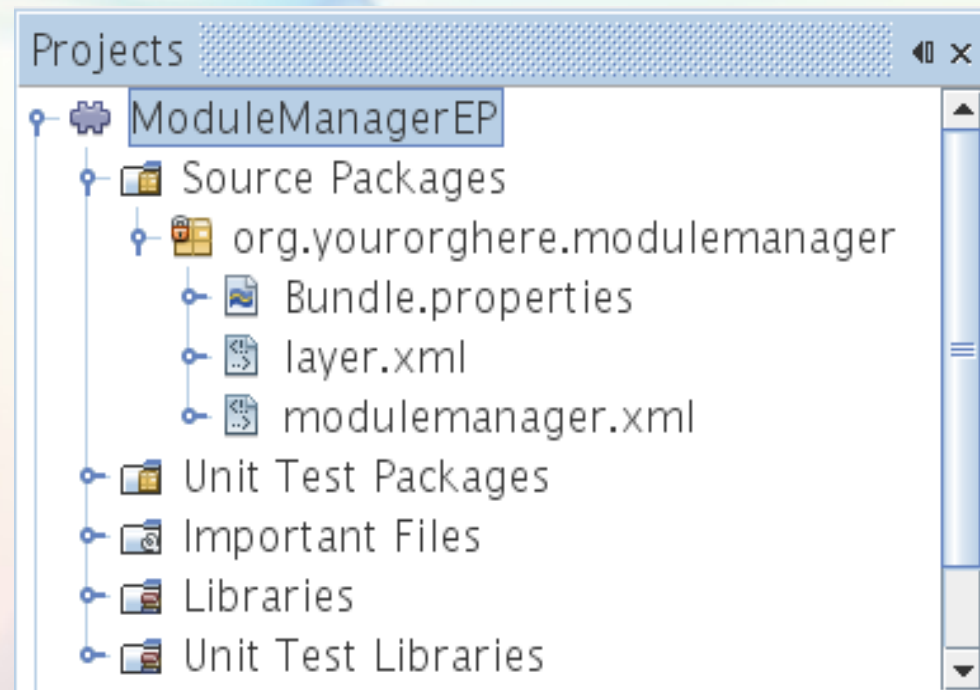 Projects
ModuleManagerEP
Source Packages
org.yourorghere.modulemanager
Bundle.properties
layer.xml
modulemanager.xml
Unit Test Packages
Important Files
Libraries
Unit Test Libraries